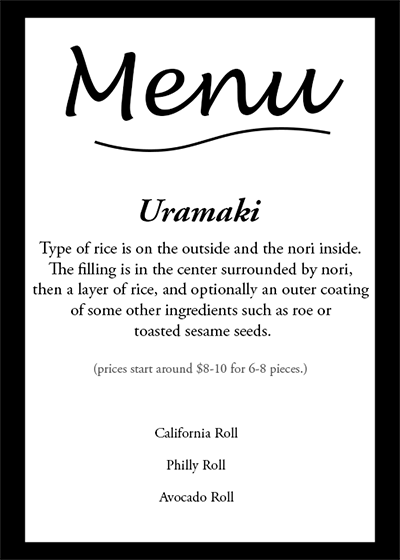 Menu
Uramaki
Type of rice is on the outside and the nori inside.
The filling is in the center surrounded by nori,
then a layer of rice, and optionally an outer coating
of some other ingredients such as roe or
toasted sesame seeds.
(prices start around $8-10 for 6-8 pieces.)
California Roll
Philly Roll
Avocado Roll